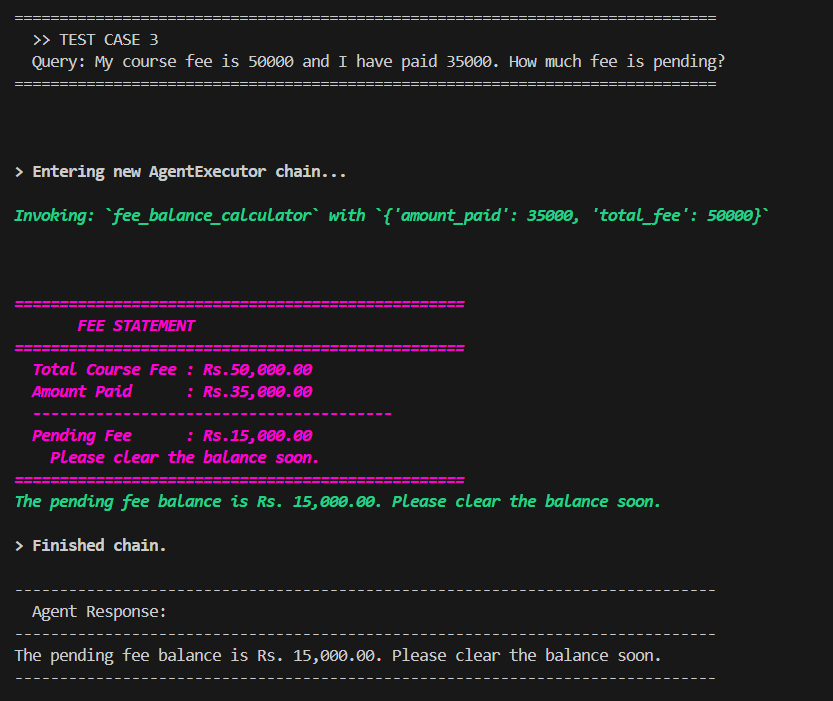 ==============================================================================
>> TEST CASE 3
Query: My course fee is 50000 and I have paid 35000. How much fee is pending?
==============================================================================
> Entering new AgentExecutor chain...
Invoking: `fee_balance_calculator` with `{'amount_paid': 35000, 'total_fee': 50000}`
==================================================
FEE STATEMENT
==================================================
Total Course Fee : Rs.50,000.00
Amount Paid      : Rs.35,000.00
----------------------------------------
Pending Fee      : Rs.15,000.00
Please clear the balance soon.
==================================================
The pending fee balance is Rs. 15,000.00. Please clear the balance soon.
> Finished chain.
------------------------------------------------------------------------------
Agent Response:
------------------------------------------------------------------------------
The pending fee balance is Rs. 15,000.00. Please clear the balance soon.
------------------------------------------------------------------------------